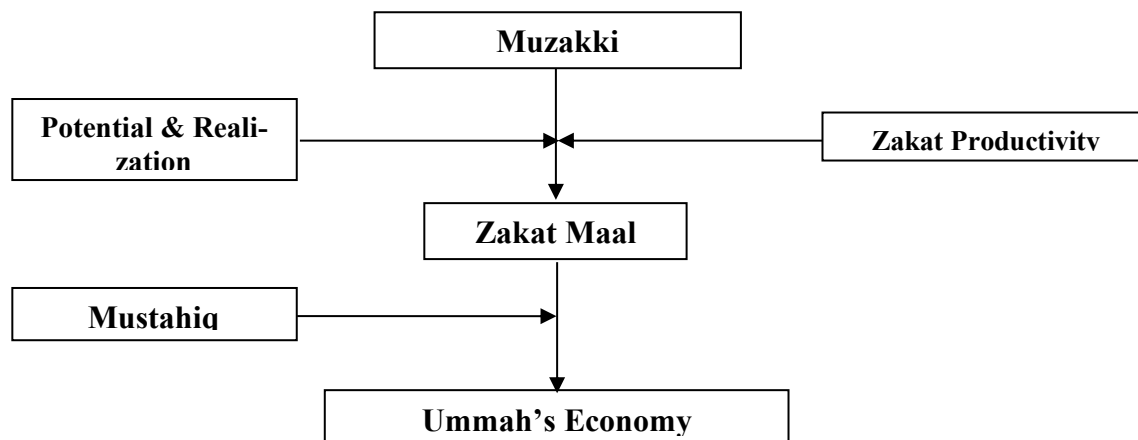 Muzakki
Potential & Reali-
zation
Zakat Productivity
Zakat Maal
Mustahiq
Ummah's Economy